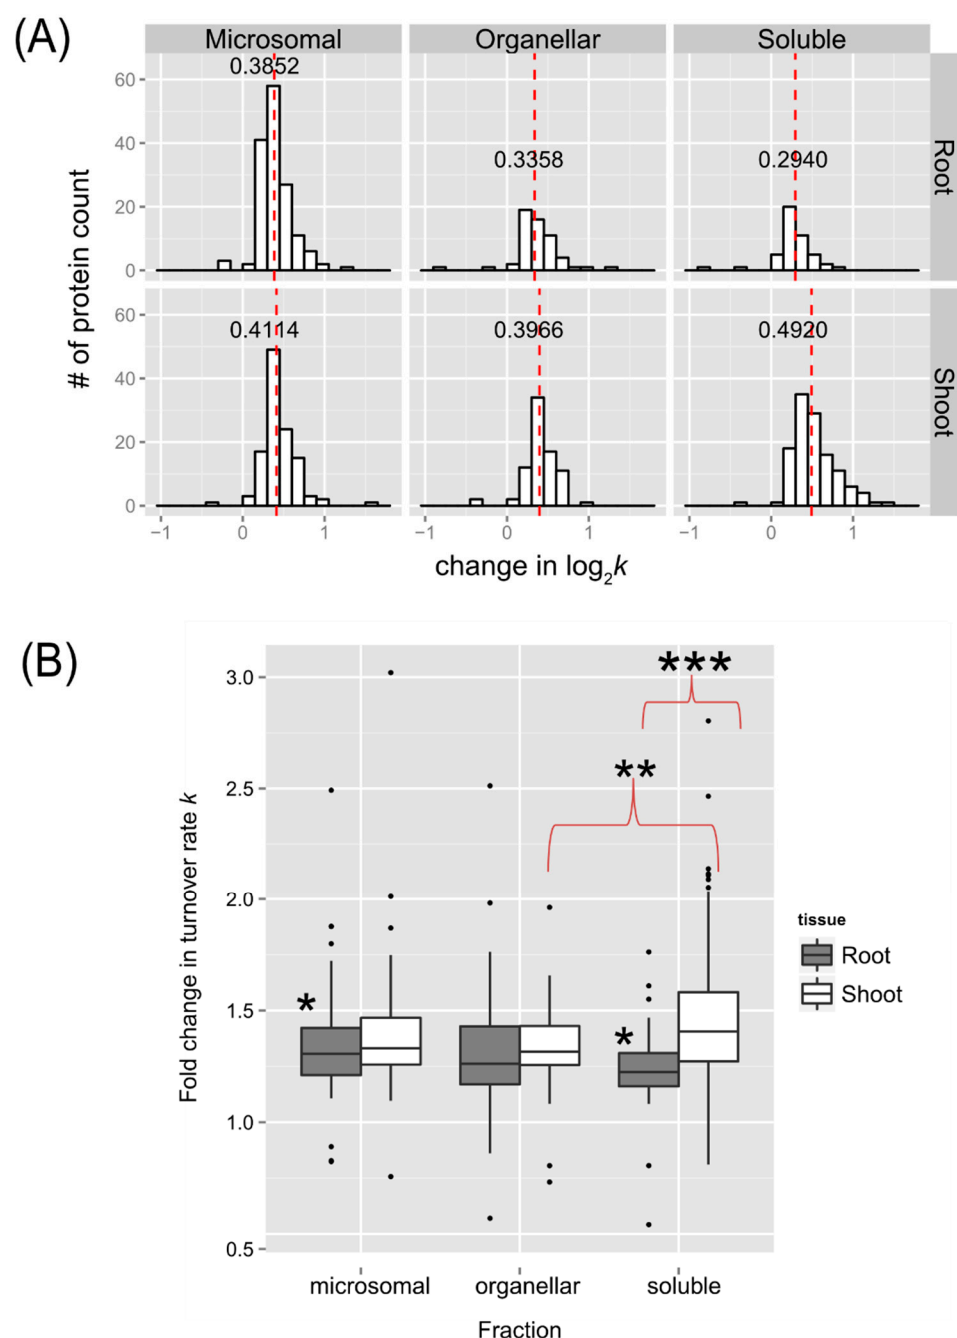 (A)
Microsomal Organellar Soluble
0.3852
60
40
20
0
0.3358
0.2940
Root
# of protein count
60
40
20
0
0.4114
0.3966
0.4920
Shoot
−1 0 1 −1 0 1 −1 0 1
change in log2k
(B)
***
**
*
*
3.0
2.5
2.0
1.5
1.0
0.5
Fold change in turnover rate k
tissue
Root
Shoot
microsomal organellar soluble
Fraction